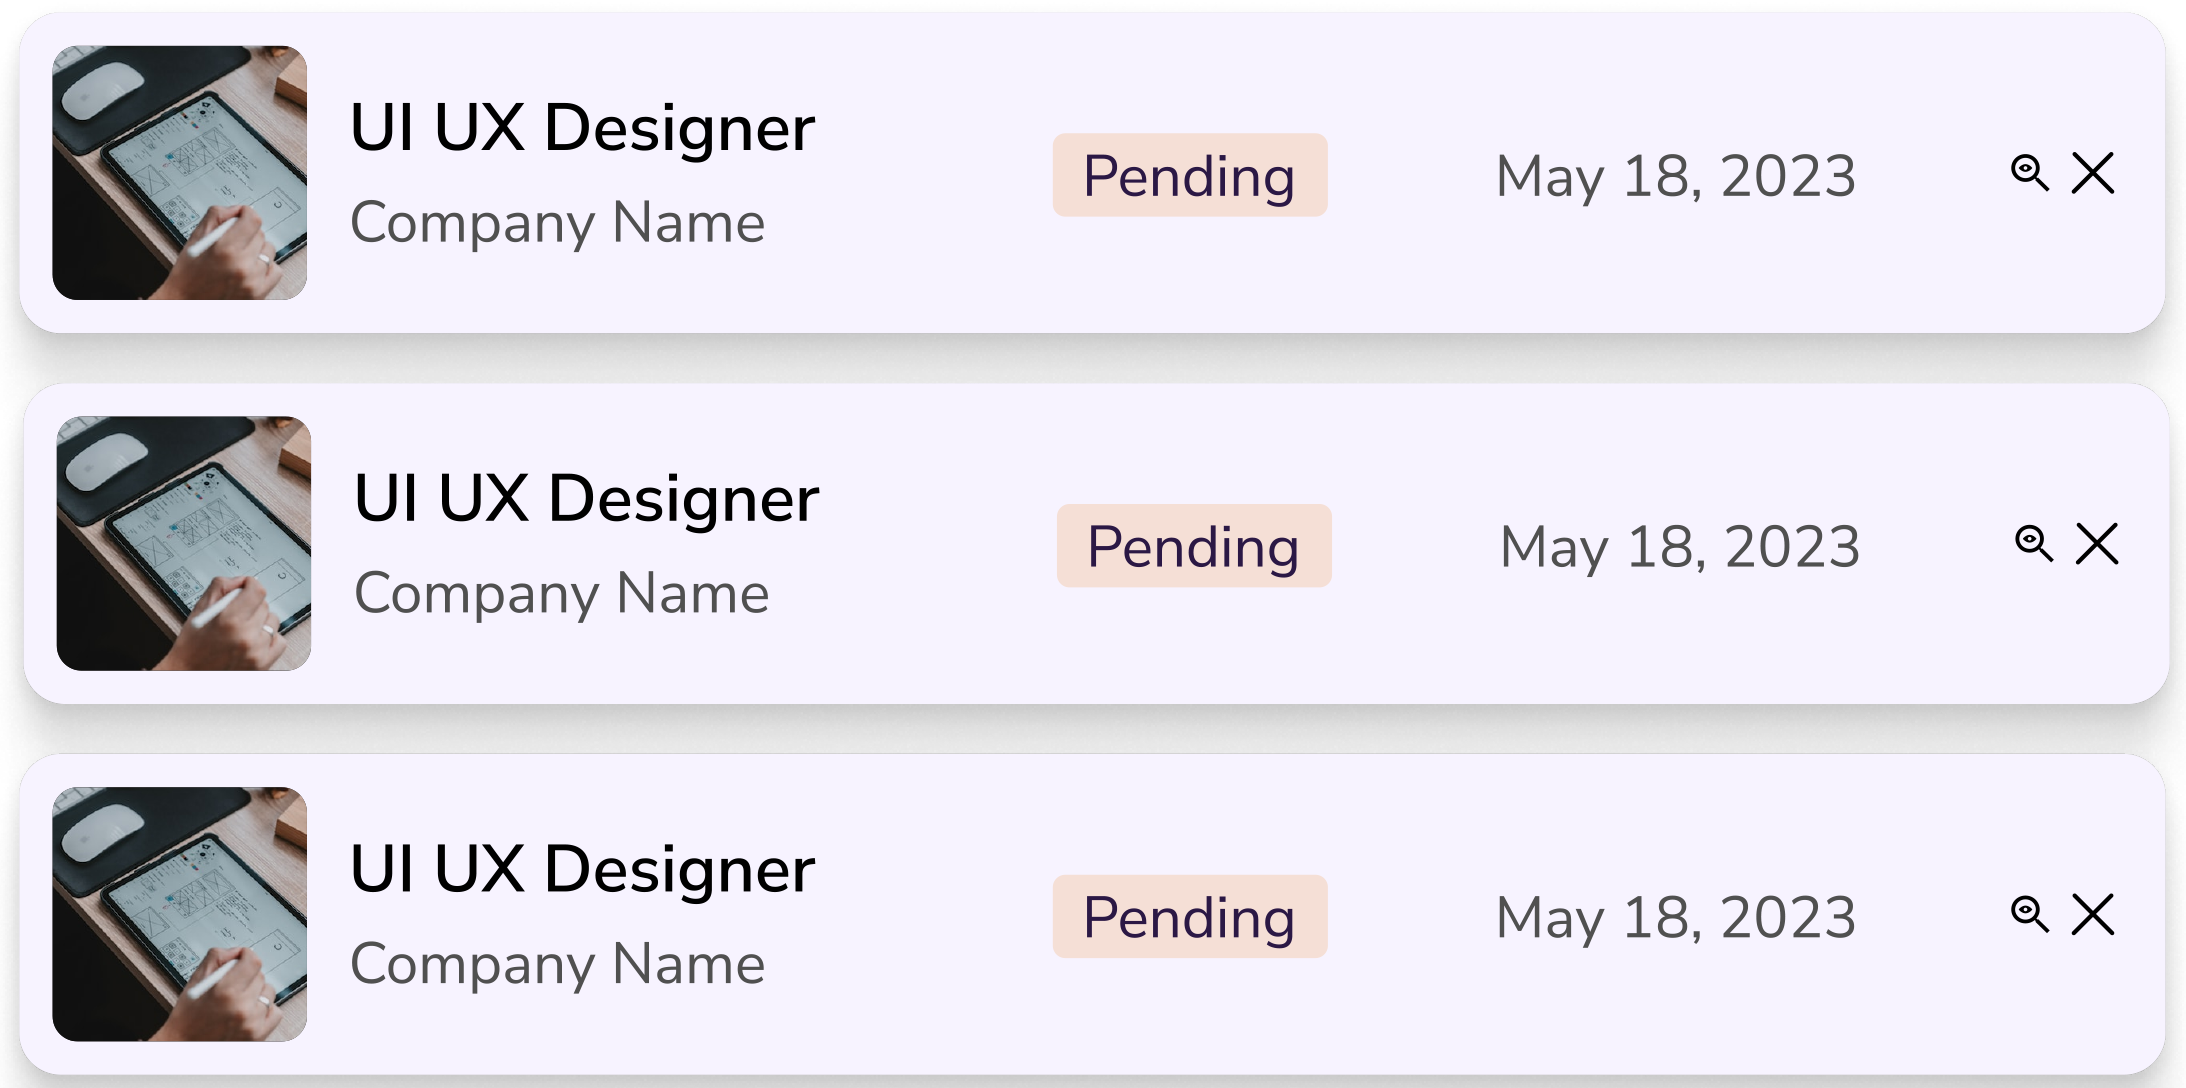 UI UX Designer
Company Name
Pending
May 18, 2023
UI UX Designer
Company Name
Pending
May 18, 2023
UI UX Designer
Company Name
Pending
May 18, 2023